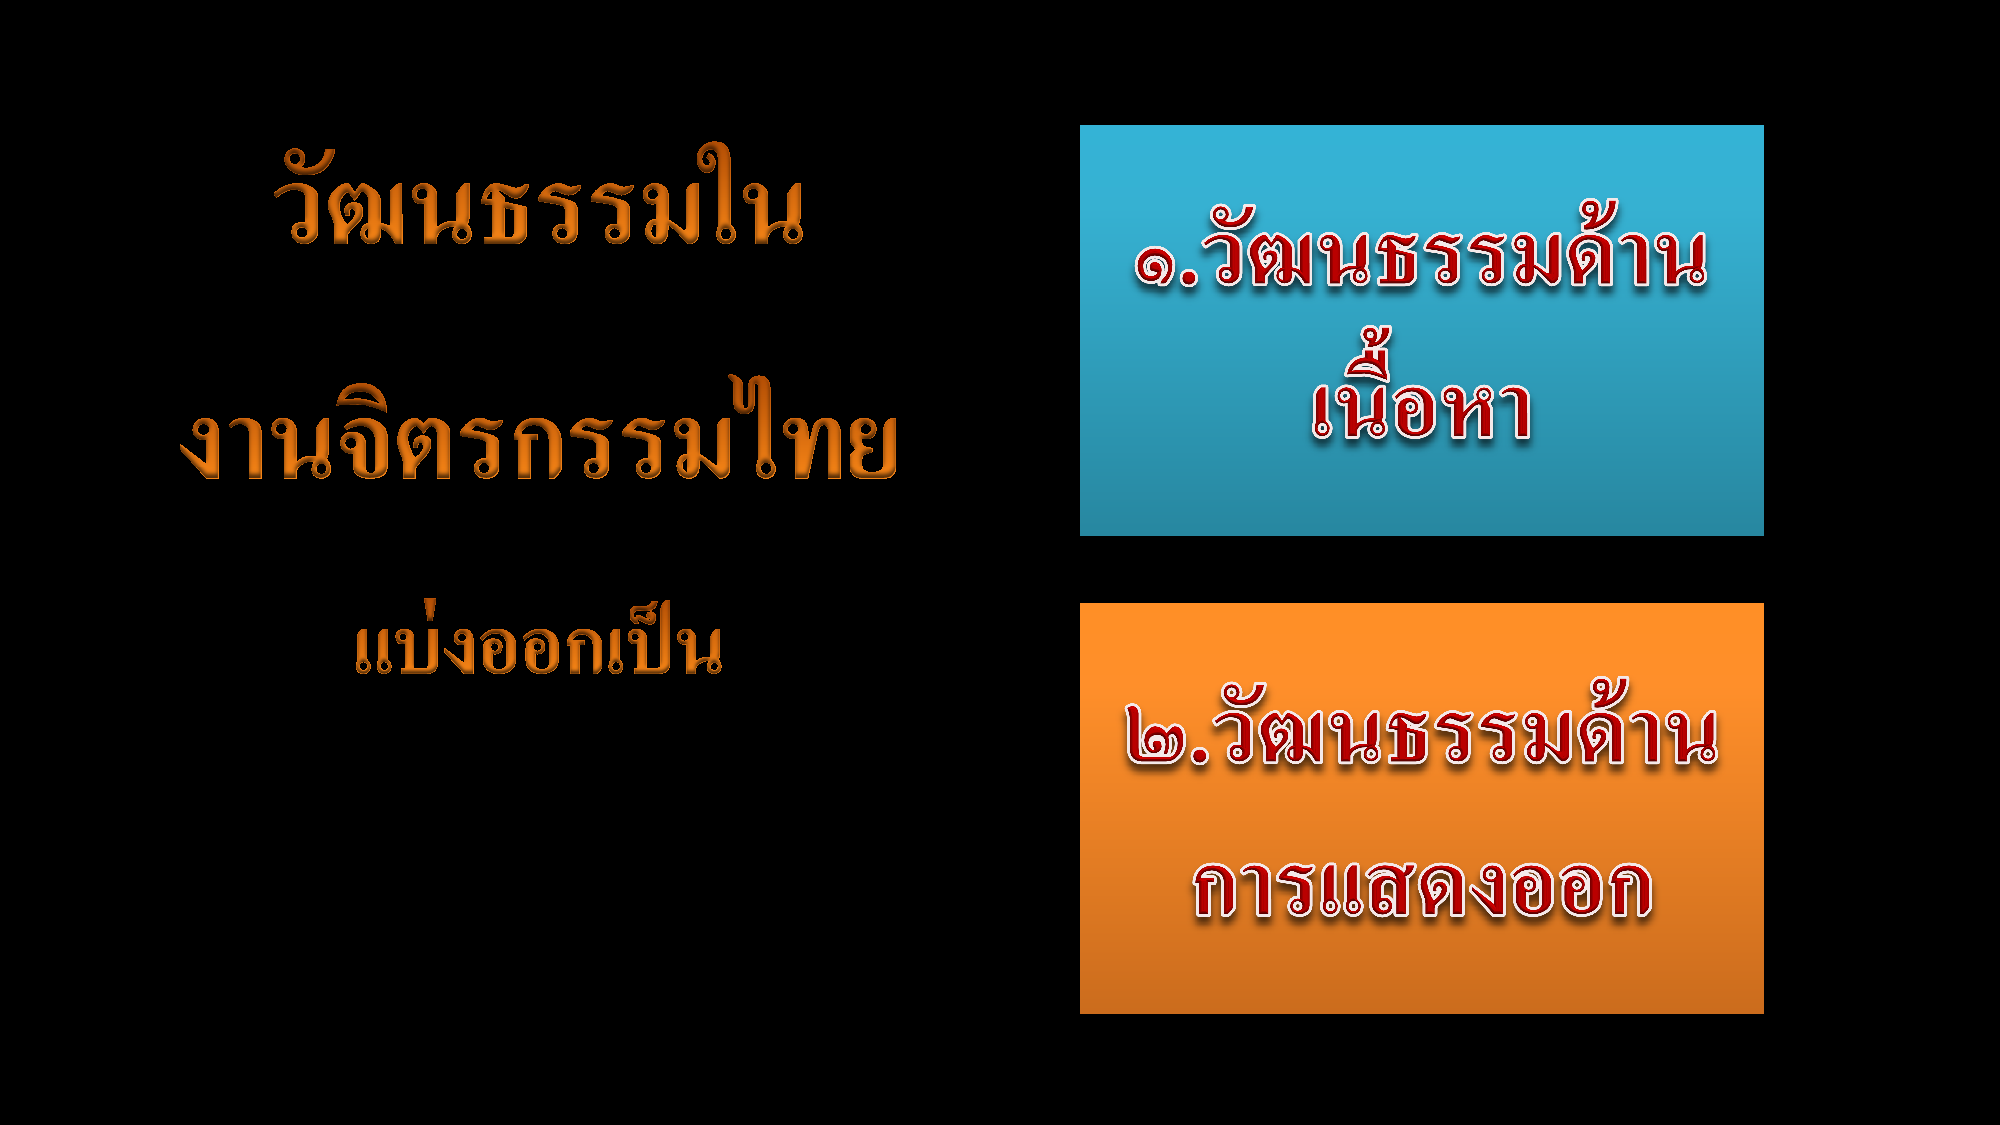 วัฒนธรรมใน
งานจิตรกรรมไทย
แบ่งออกเป็น
๑.วัฒนธรรมด้าน
เนื้อหา
๒.วัฒนธรรมด้าน
การแสดงออก